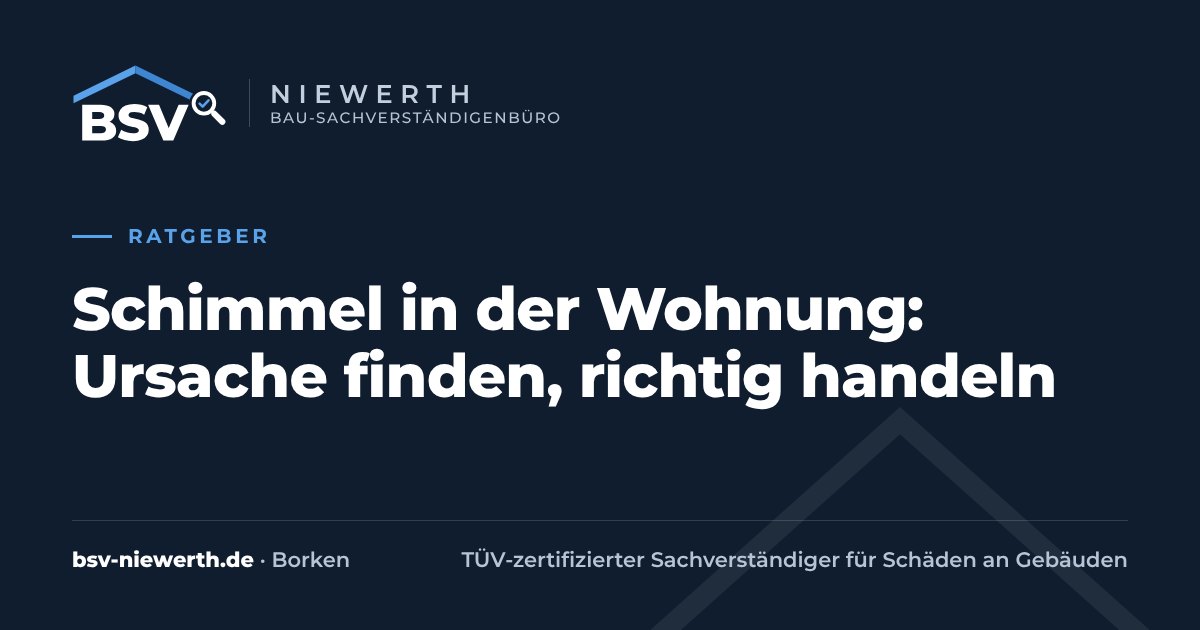 BSV
NIEWERTH
BAU-SACHVERSTÄNDIGENBÜRO
RATGEBER
Schimmel in der Wohnung:
Ursache finden, richtig handeln
bsv-niewerth.de · Borken
TÜV-zertifizierter Sachverständiger für Schäden an Gebäuden